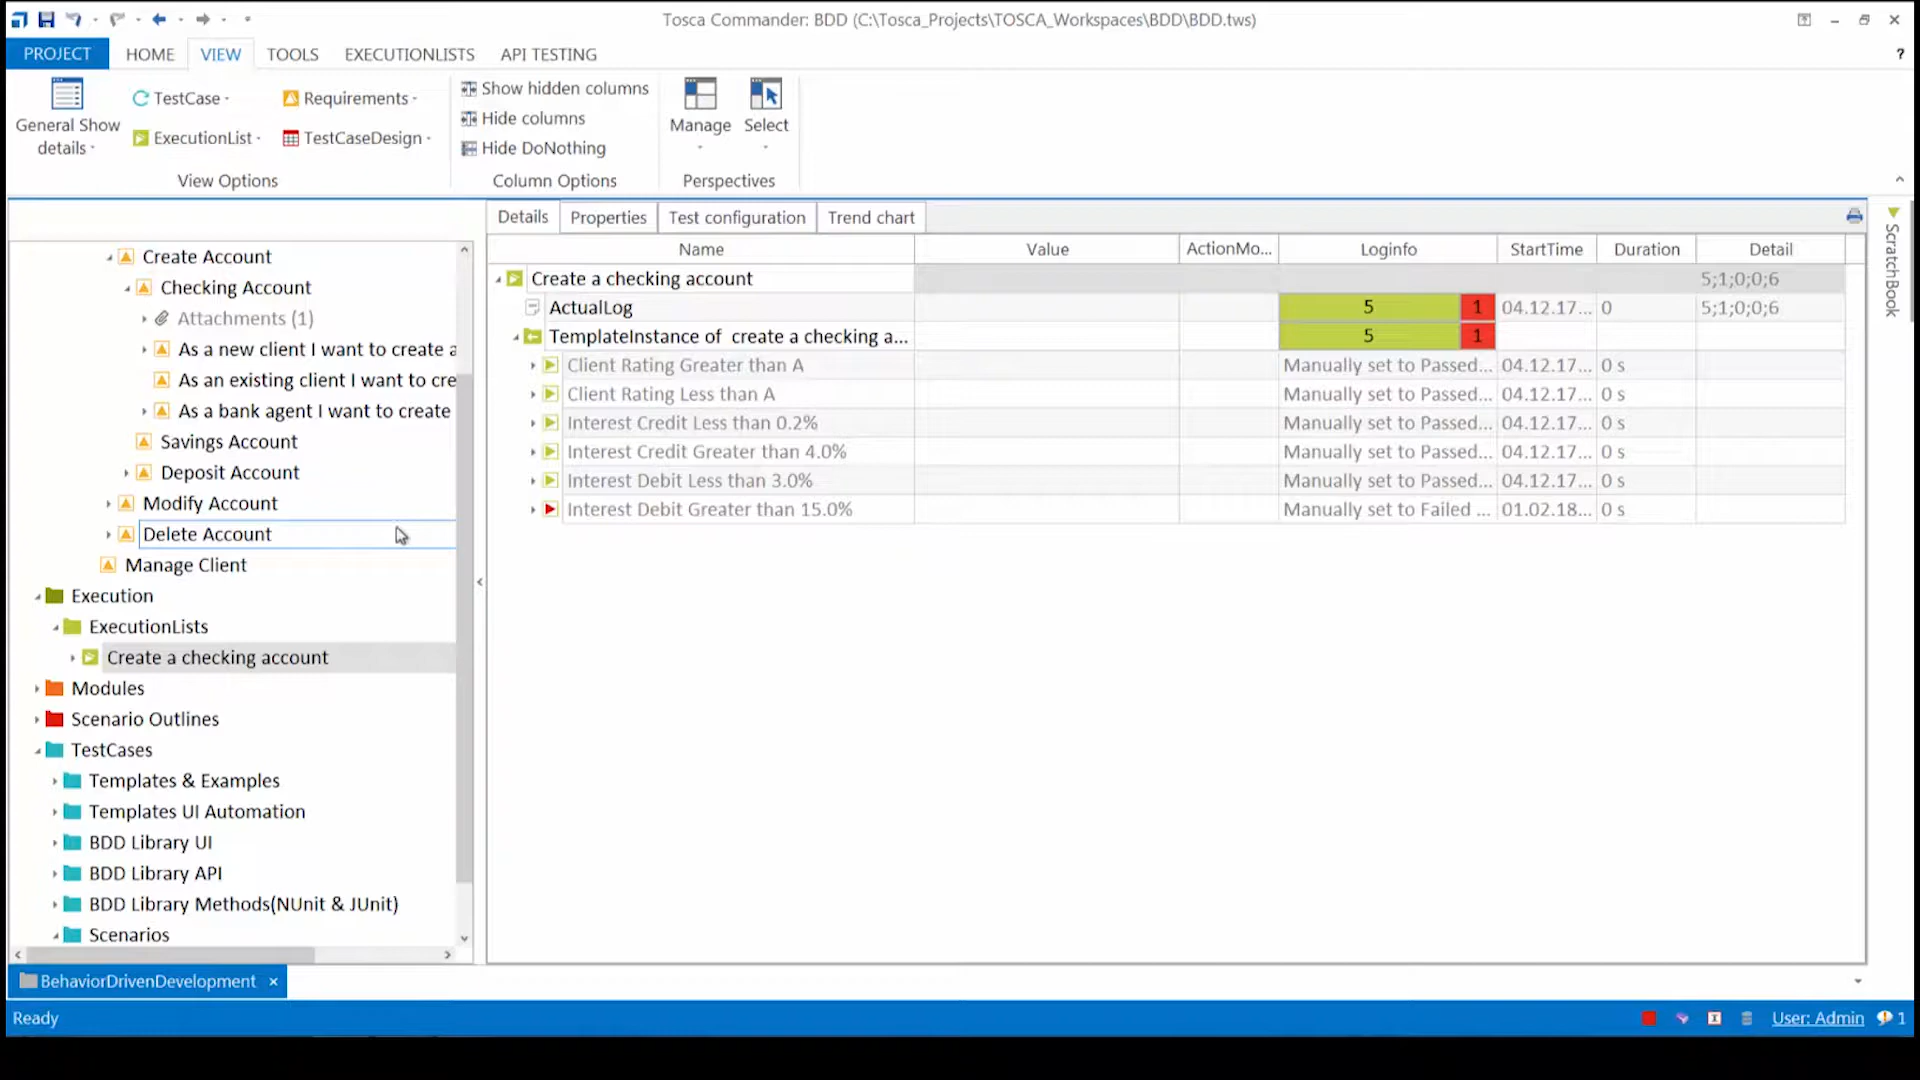 Tosca Commander: BDD (C:\Tosca_Projects\TOSCA_Workspaces\BDD\BDD.tws)
PROJECT HOME VIEW TOOLS EXECUTIONLISTS API TESTING ?
General Show details
TestCase
ExecutionList
Requirements
TestCaseDesign
View Options
Show hidden columns
Hide columns
Hide DoNothing
Column Options
Manage Select
Perspectives
Create Account
Checking Account
Attachments (1)
As a new client I want to create a
As an existing client I want to cre
As a bank agent I want to create
Savings Account
Deposit Account
Modify Account
Delete Account
Manage Client
Execution
ExecutionLists
Create a checking account
Modules
Scenario Outlines
TestCases
Templates & Examples
Templates UI Automation
BDD Library UI
BDD Library API
BDD Library Methods(NUnit & JUnit)
Scenarios
Details Properties Test configuration Trend chart
Name Value ActionMo... Loginfo StartTime Duration Detail
Create a checking account 5;1;0;0;6
ActualLog 5 1 04.12.17... 0 5;1;0;0;6
TemplateInstance of create a checking a... 5 1
Client Rating Greater than A Manually set to Passed... 04.12.17... 0 s
Client Rating Less than A Manually set to Passed... 04.12.17... 0 s
Interest Credit Less than 0.2% Manually set to Passed... 04.12.17... 0 s
Interest Credit Greater than 4.0% Manually set to Passed... 04.12.17... 0 s
Interest Debit Less than 3.0% Manually set to Passed... 04.12.17... 0 s
Interest Debit Greater than 15.0% Manually set to Failed ... 01.02.18... 0 s
ScratchBook
BehaviorDrivenDevelopment ×
Ready User: Admin 1